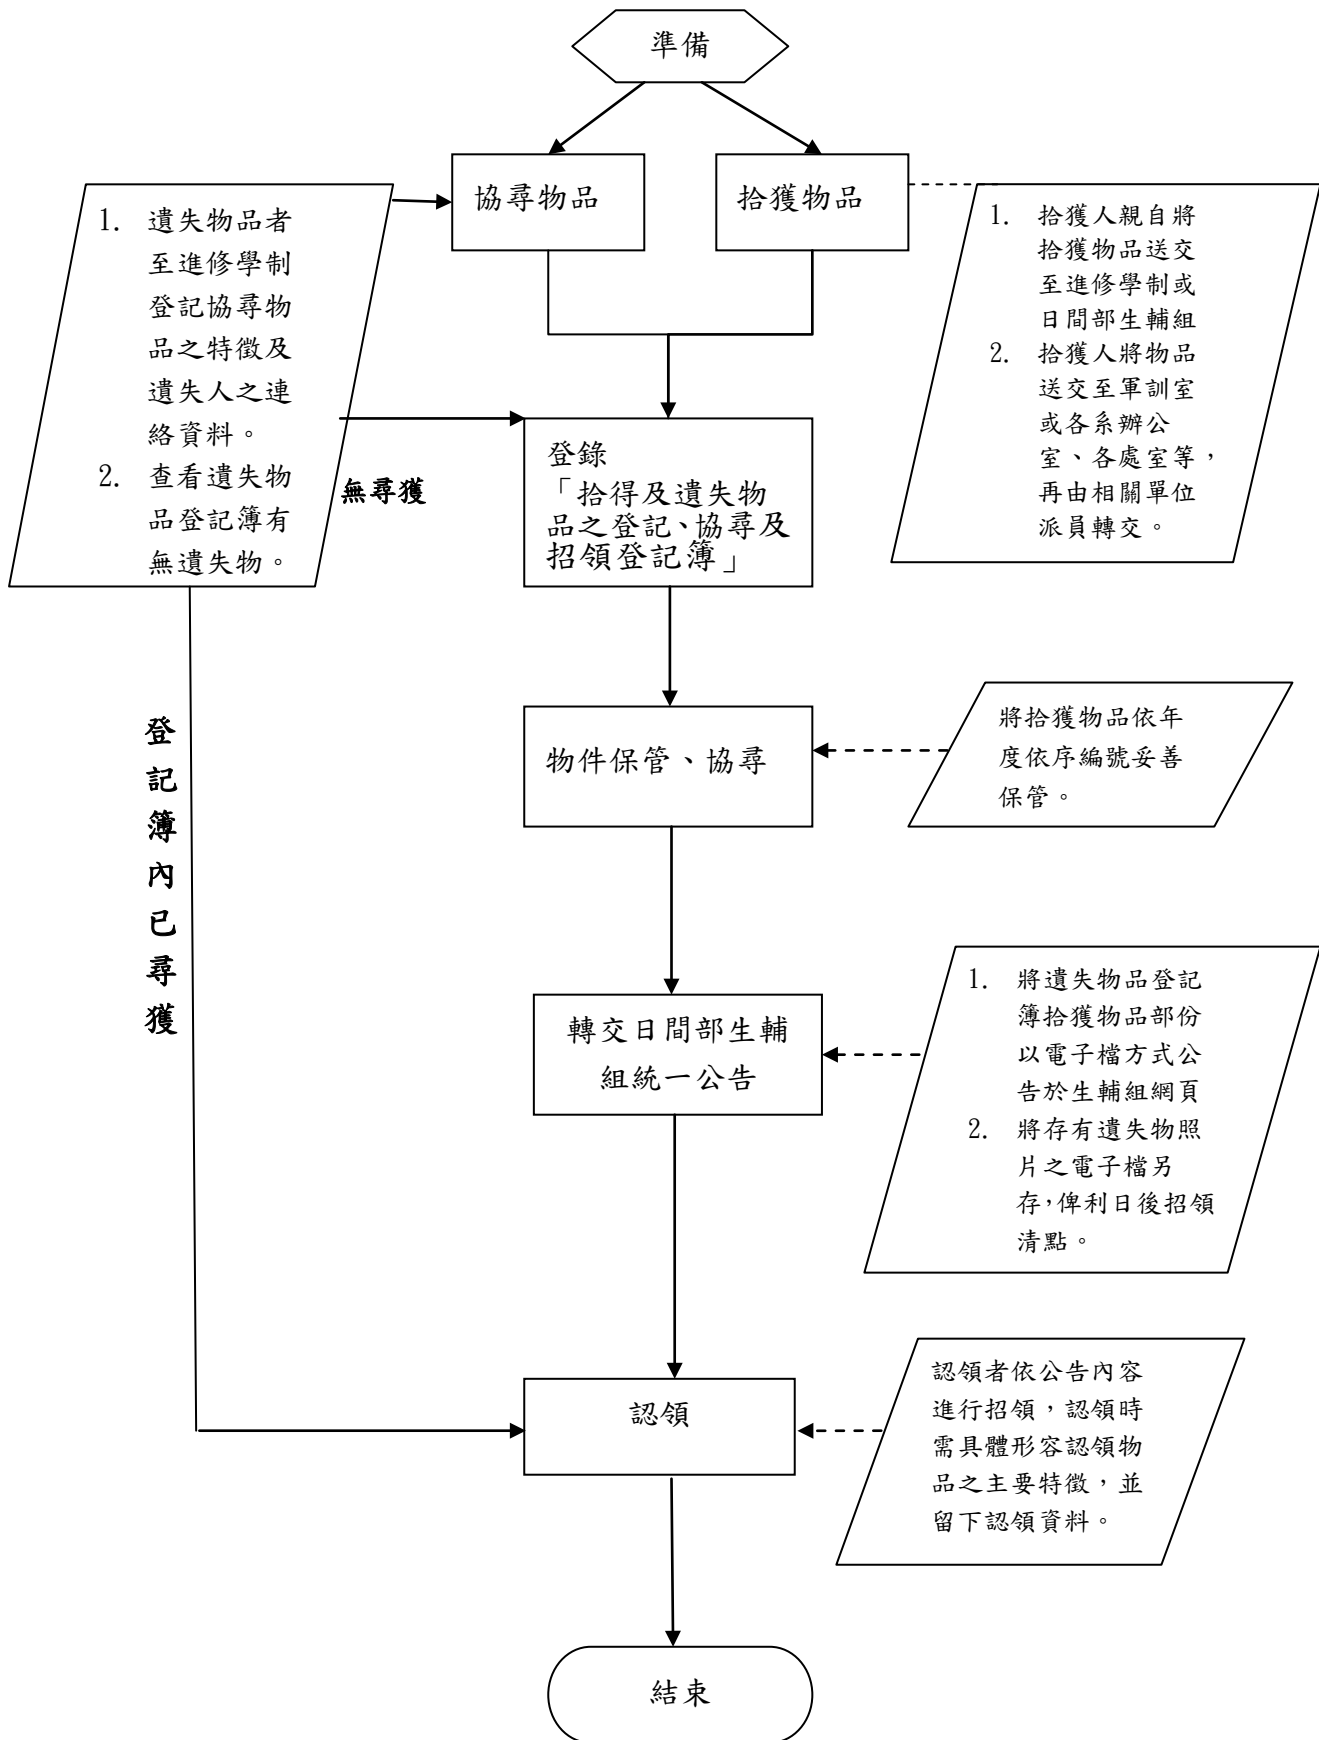 準備
協尋物品
拾獲物品
1. 遺失物品者
至進修學制
登記協尋物
品之特徵及
遺失人之連
絡資料。
2. 查看遺失物
品登記簿有
無遺失物。
1. 拾獲人親自將
拾獲物品送交
至進修學制或
日間部生輔組
2. 拾獲人將物品
送交至軍訓室
或各系辦公
室、各處室等，
再由相關單位
派員轉交。
無尋獲
登錄
「拾得及遺失物
品之登記、協尋及
招領登記簿」
登記簿內已尋獲
物件保管、協尋
將拾獲物品依年
度依序編號妥善
保管。
轉交日間部生輔
組統一公告
1. 將遺失物品登記
簿拾獲物品部份
以電子檔方式公
告於生輔組網頁
2. 將存有遺失物照
片之電子檔另
存，俾利日後招領
清點。
認領
認領者依公告內容
進行招領，認領時
需具體形容認領物
品之主要特徵，並
留下認領資料。
結束